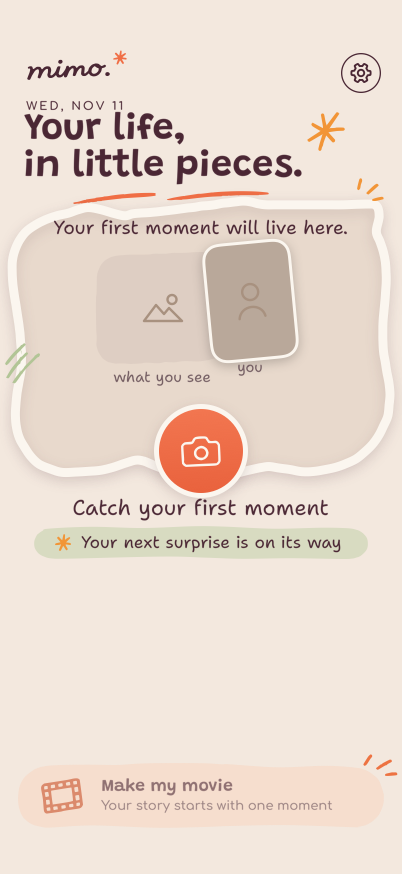 mimo.
WED, NOV 11
Your life,
in little pieces.
Your first moment will live here.
what you see
you
Catch your first moment
Your next surprise is on its way
Make my movie
Your story starts with one moment